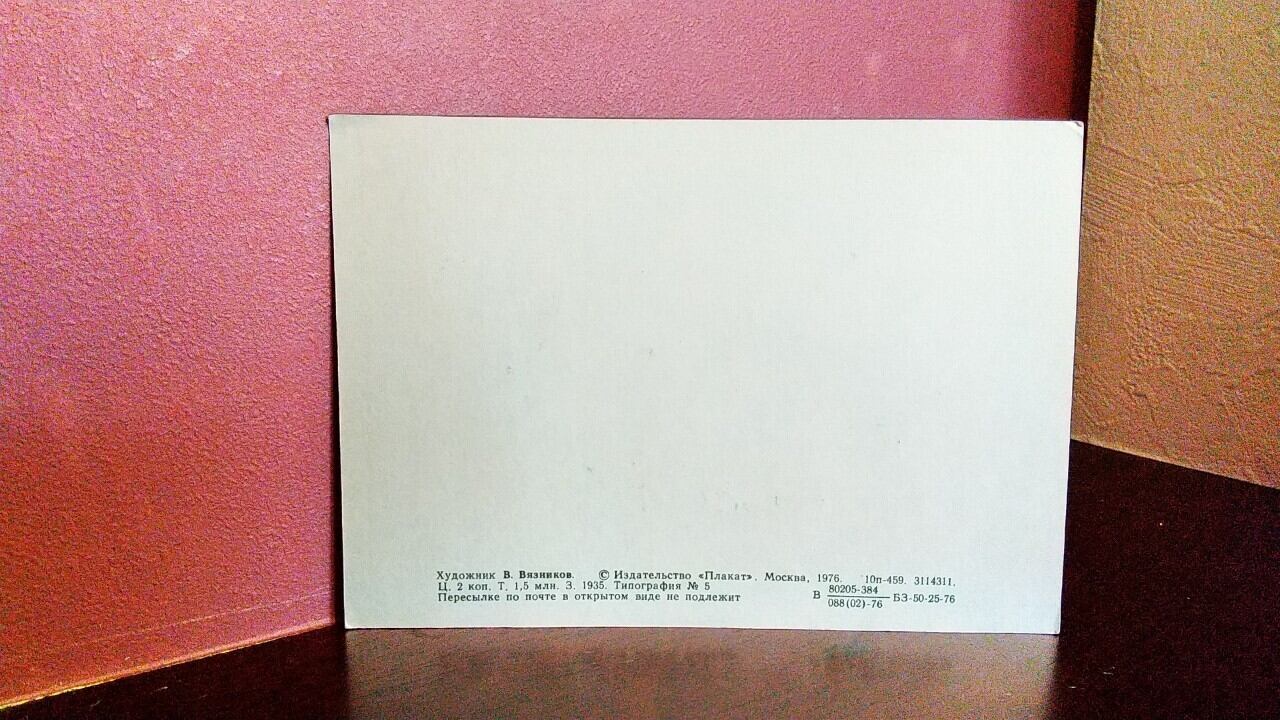 Художник В. Вязников. © Издательство «Плакат». Москва, 1976. 10п-459. 3114311.
Ц. 2 коп. Т. 1,5 млн. З. 1935. Типография № 5
Пересылке по почте в открытом виде не подлежит
В 80205-384 БЗ-50-25-76
088(02)-76